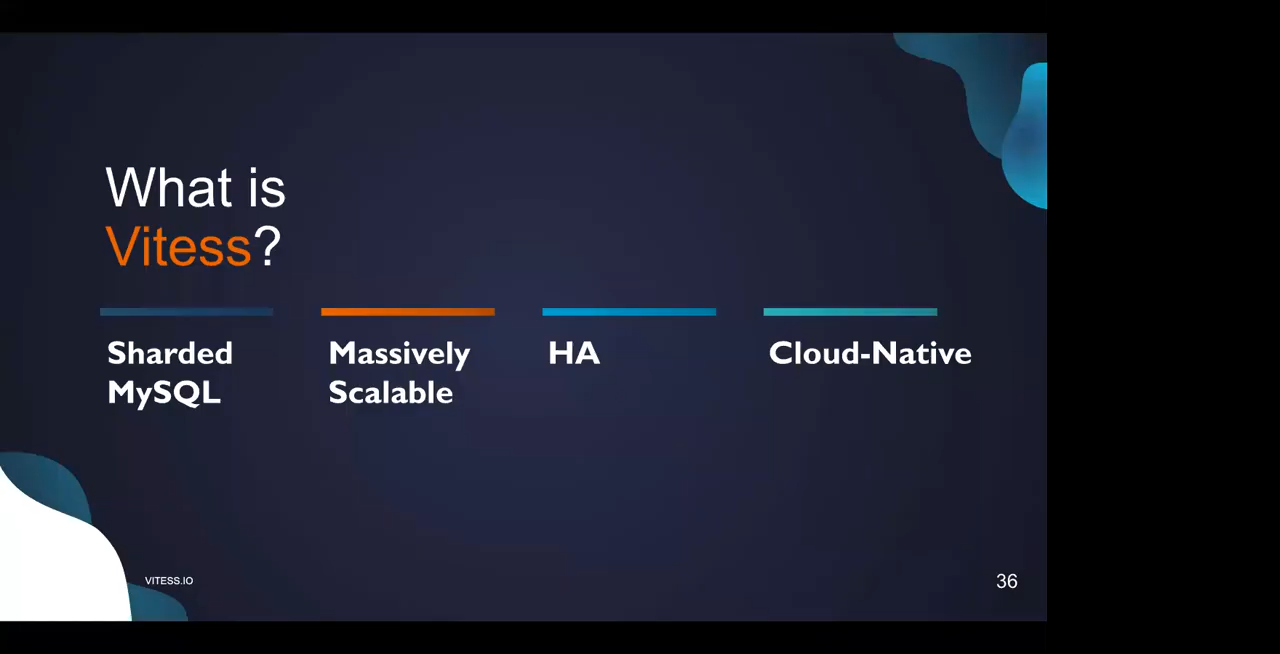 What is
Vitess?
Sharded
MySQL
Massively
Scalable
HA
Cloud-Native
VITESS.IO
36